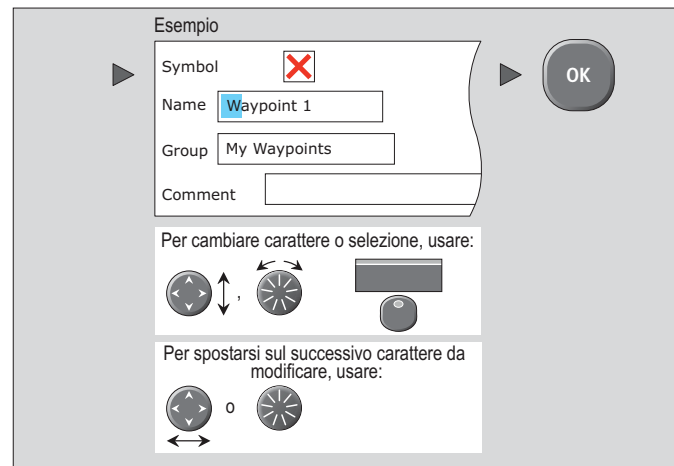 Esempio
Symbol
Name Waypoint 1
Group My Waypoints
Comment
OK
Per cambiare carattere o selezione, usare:
,
Per spostarsi sul successivo carattere da
modificare, usare:
o